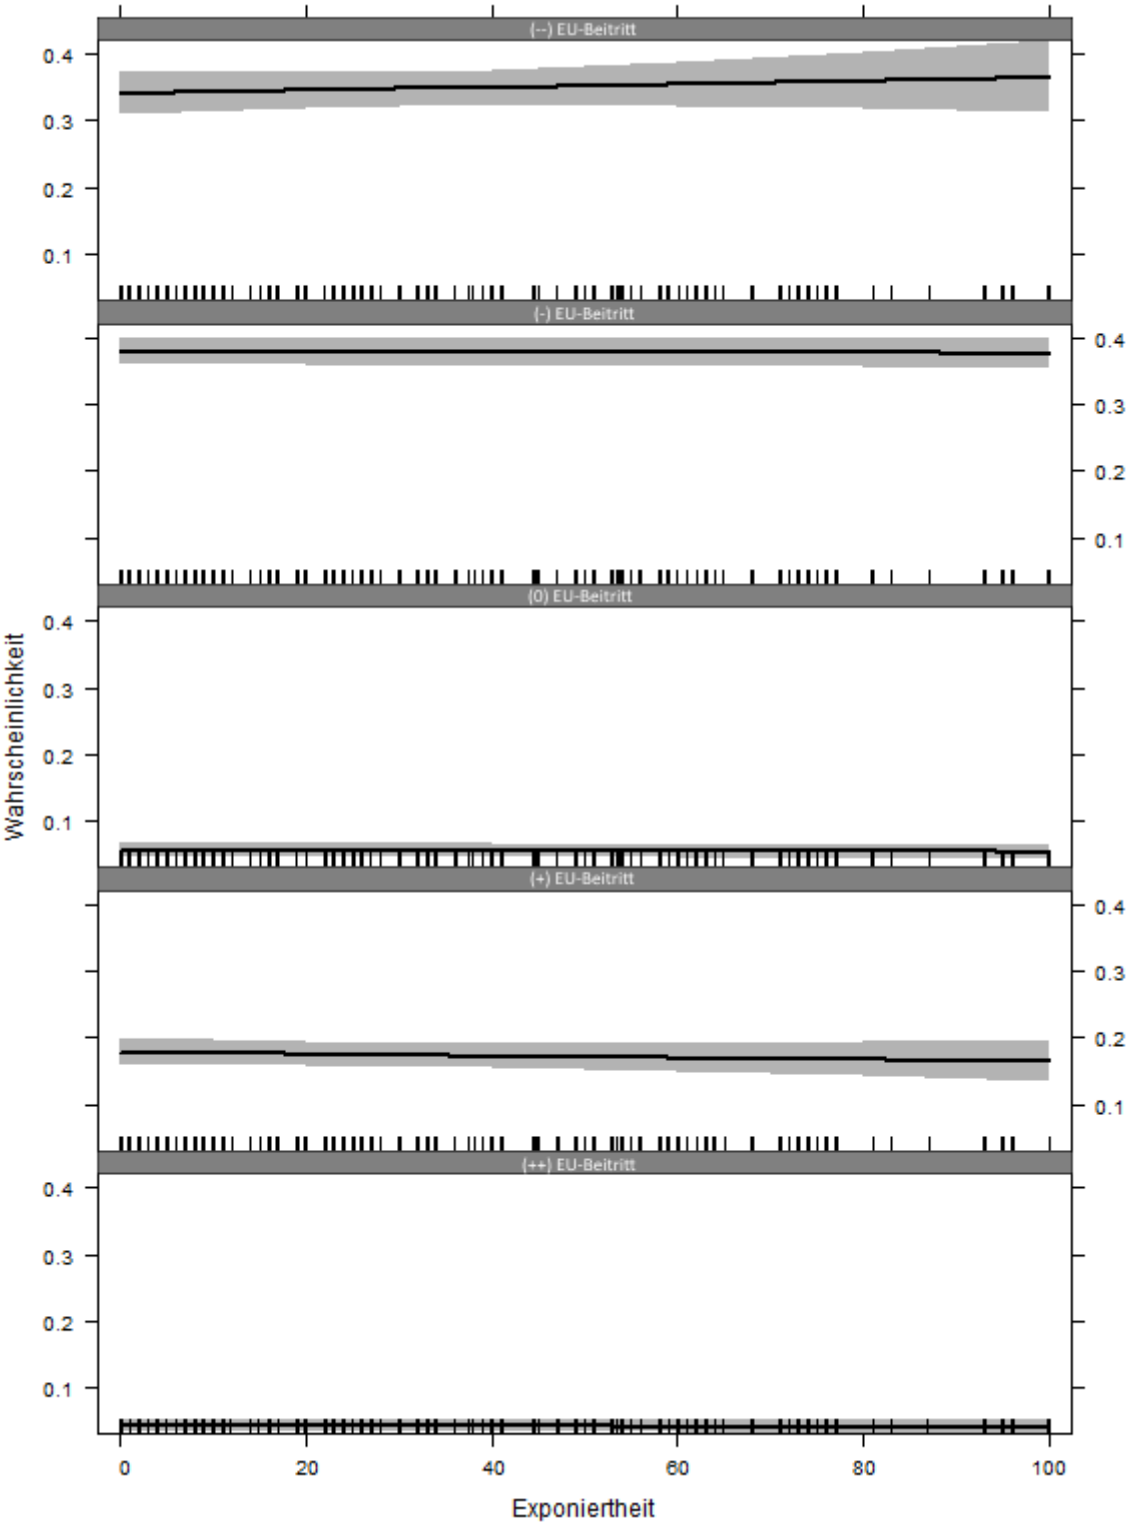 (--) EU-Beitritt
0.4
0.3
0.2
0.1
(-) EU-Beitritt
0.4
0.3
0.2
0.1
(0) EU-Beitritt
0.4
0.3
0.2
0.1
Wahrscheinlichkeit
(+) EU-Beitritt
0.4
0.3
0.2
0.1
(++) EU-Beitritt
0.4
0.3
0.2
0.1
0 20 40 60 80 100
Exponiertheit